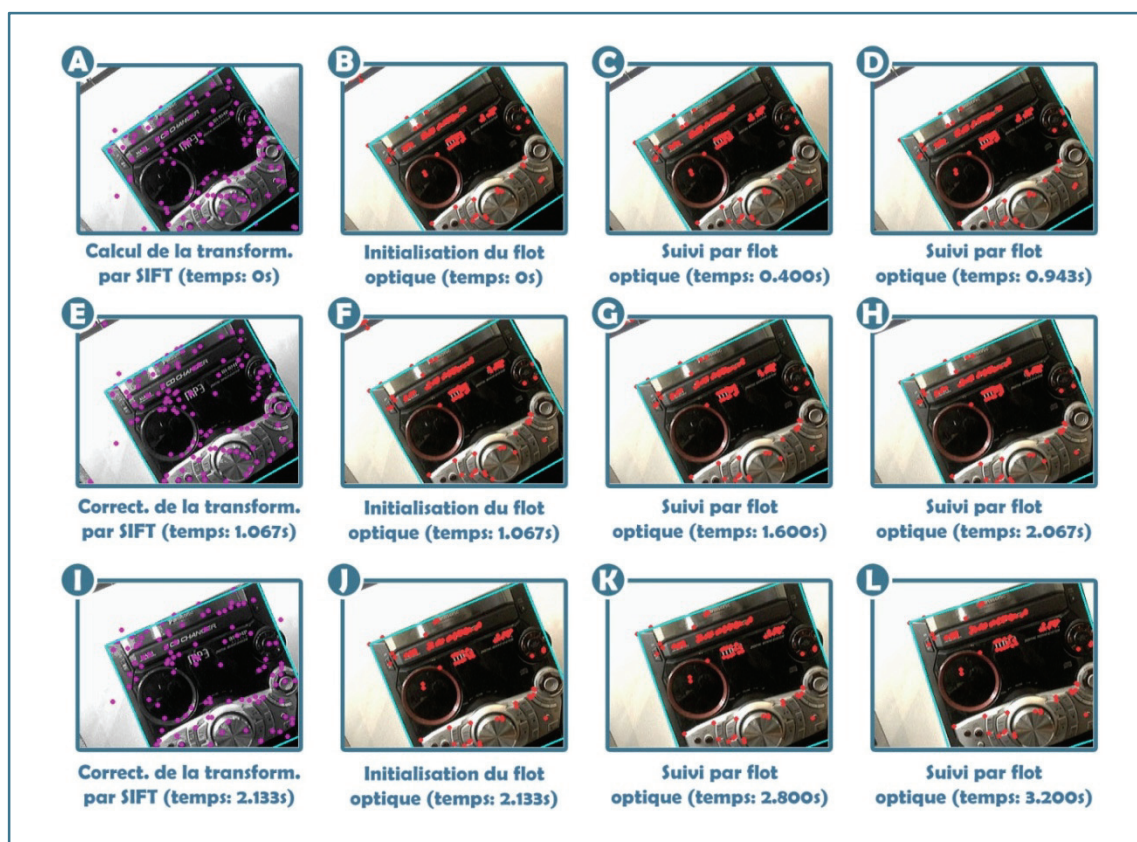 A
B
C
D
Calcul de la transform.
par SIFT (temps: 0s)
Initialisation du flot
optique (temps: 0s)
Suivi par flot
optique (temps: 0.400s)
Suivi par flot
optique (temps: 0.943s)
E
F
G
H
Correct. de la transform.
par SIFT (temps: 1.067s)
Initialisation du flot
optique (temps: 1.067s)
Suivi par flot
optique (temps: 1.600s)
Suivi par flot
optique (temps: 2.067s)
I
J
K
L
Correct. de la transform.
par SIFT (temps: 2.133s)
Initialisation du flot
optique (temps: 2.133s)
Suivi par flot
optique (temps: 2.800s)
Suivi par flot
optique (temps: 3.200s)